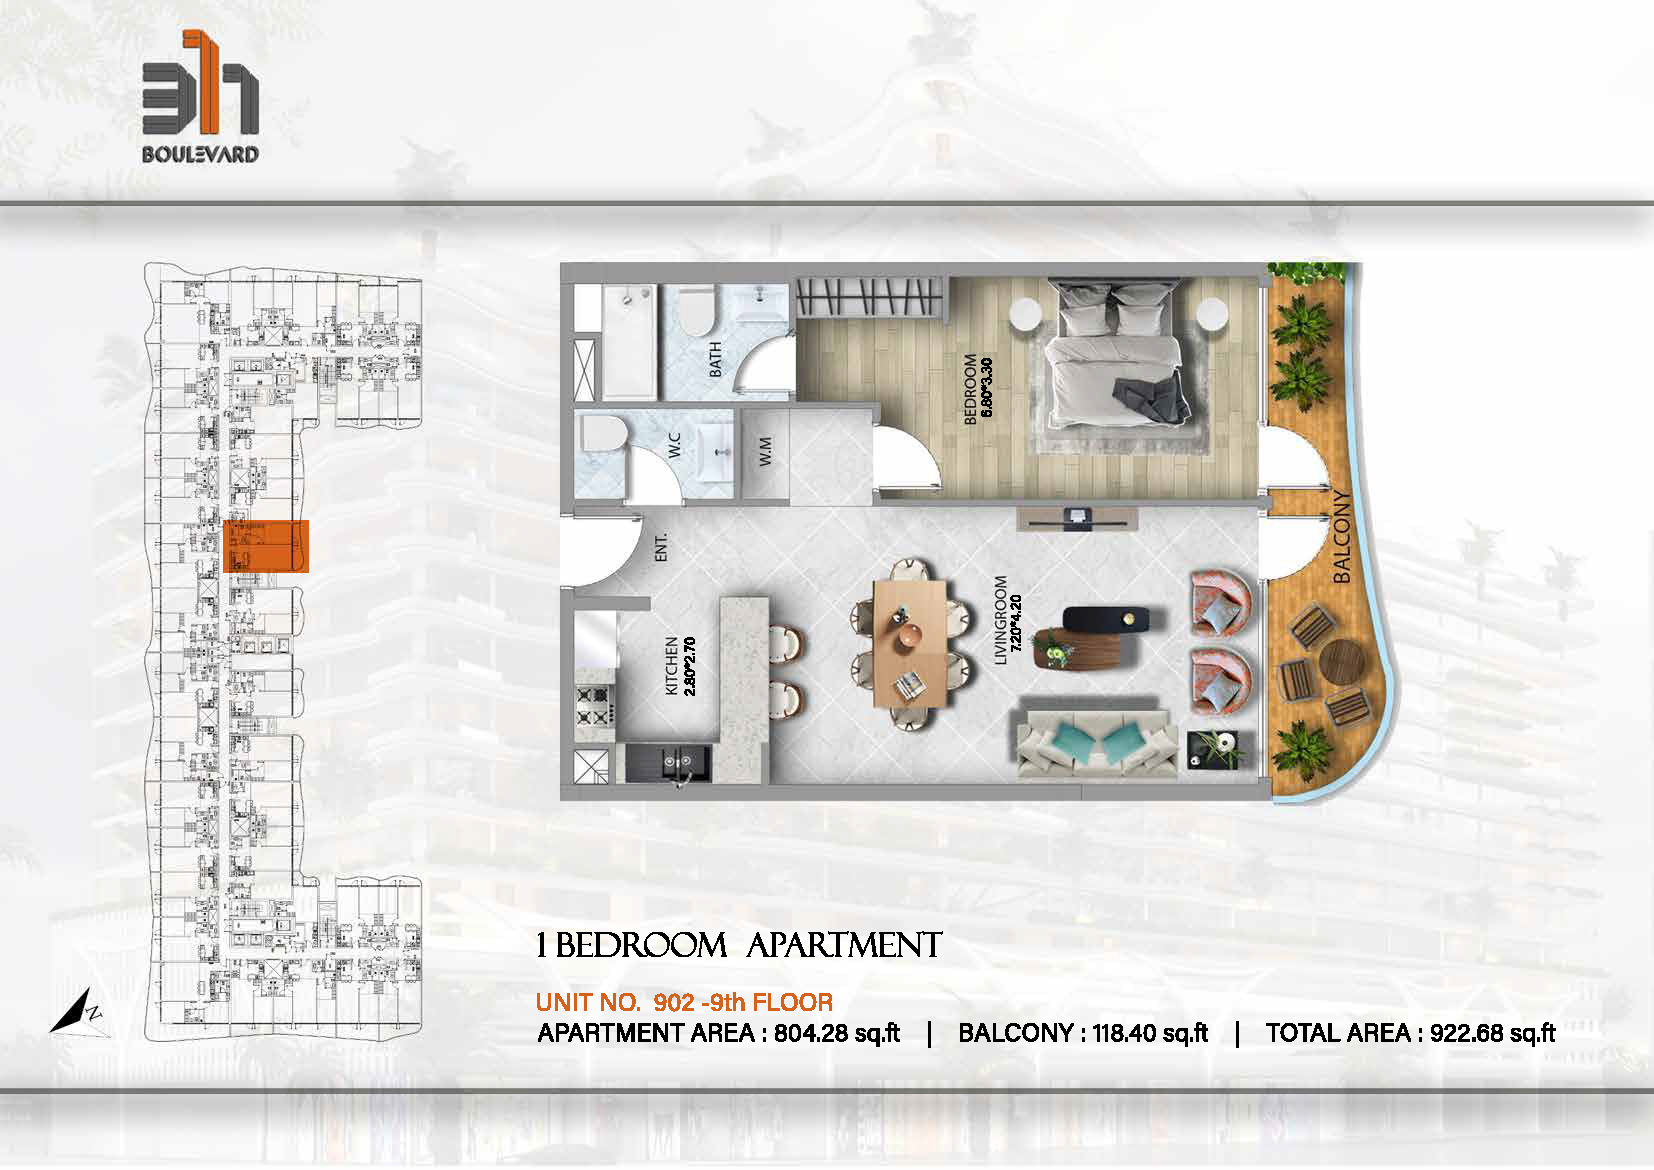 311
BOULEVARD
BATH
BEDROOM
6.80*3.30
W.C
W.M
BALCONY
ENT.
KITCHEN
2.80*2.70
LIVINGROOM
7.20*4.20
N
1 BEDROOM APARTMENT
UNIT NO. 902 -9th FLOOR
APARTMENT AREA : 804.28 sq.ft | BALCONY : 118.40 sq.ft | TOTAL AREA : 922.68 sq.ft